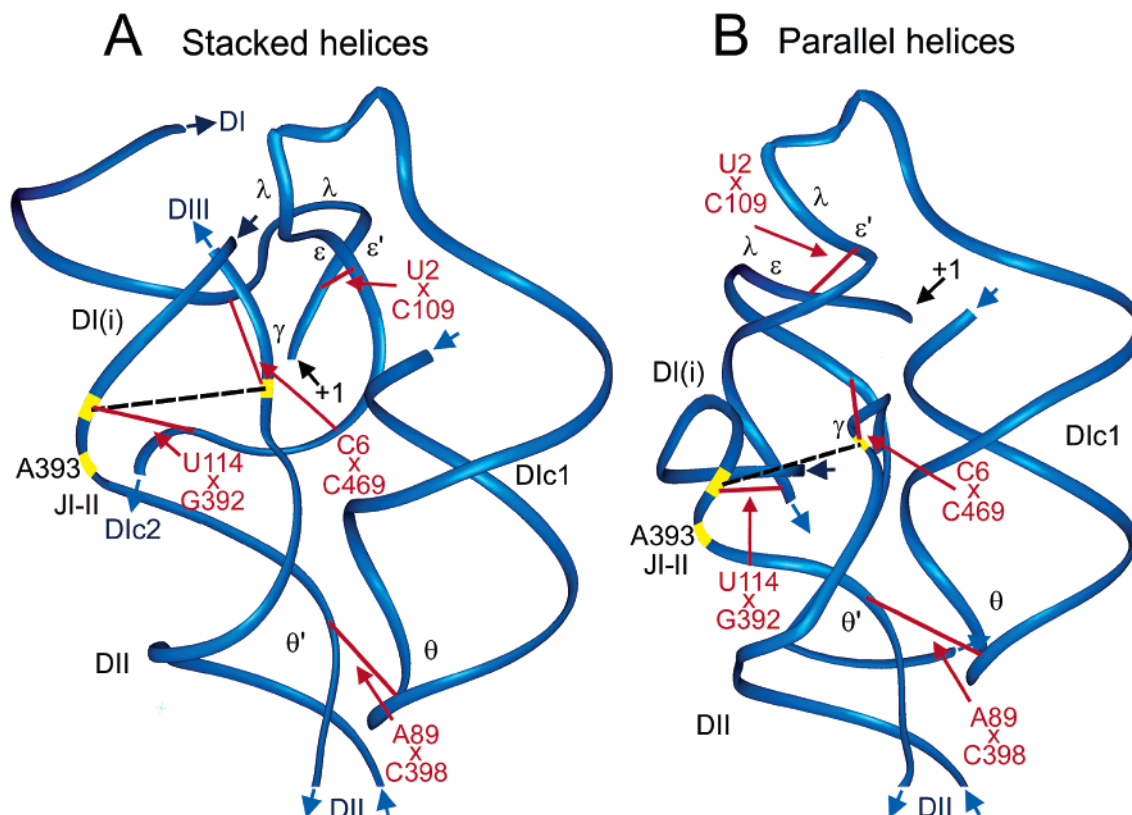 A Stacked helices
DI
λ
λ
DIII
ε
ε'
U2
x
C109
DI(i)
γ
+1
A393
JI-II
U114
x
G392
C6
x
C469
DIc1
DIc2
θ'
θ
DII
A89
x
C398
DII
B Parallel helices
U2
x
C109
λ
ε'
λ
ε
+1
DI(i)
γ
DIc1
C6
x
C469
A393
JI-II
U114
x
G392
θ'
θ
DII
A89
x
C398
DII